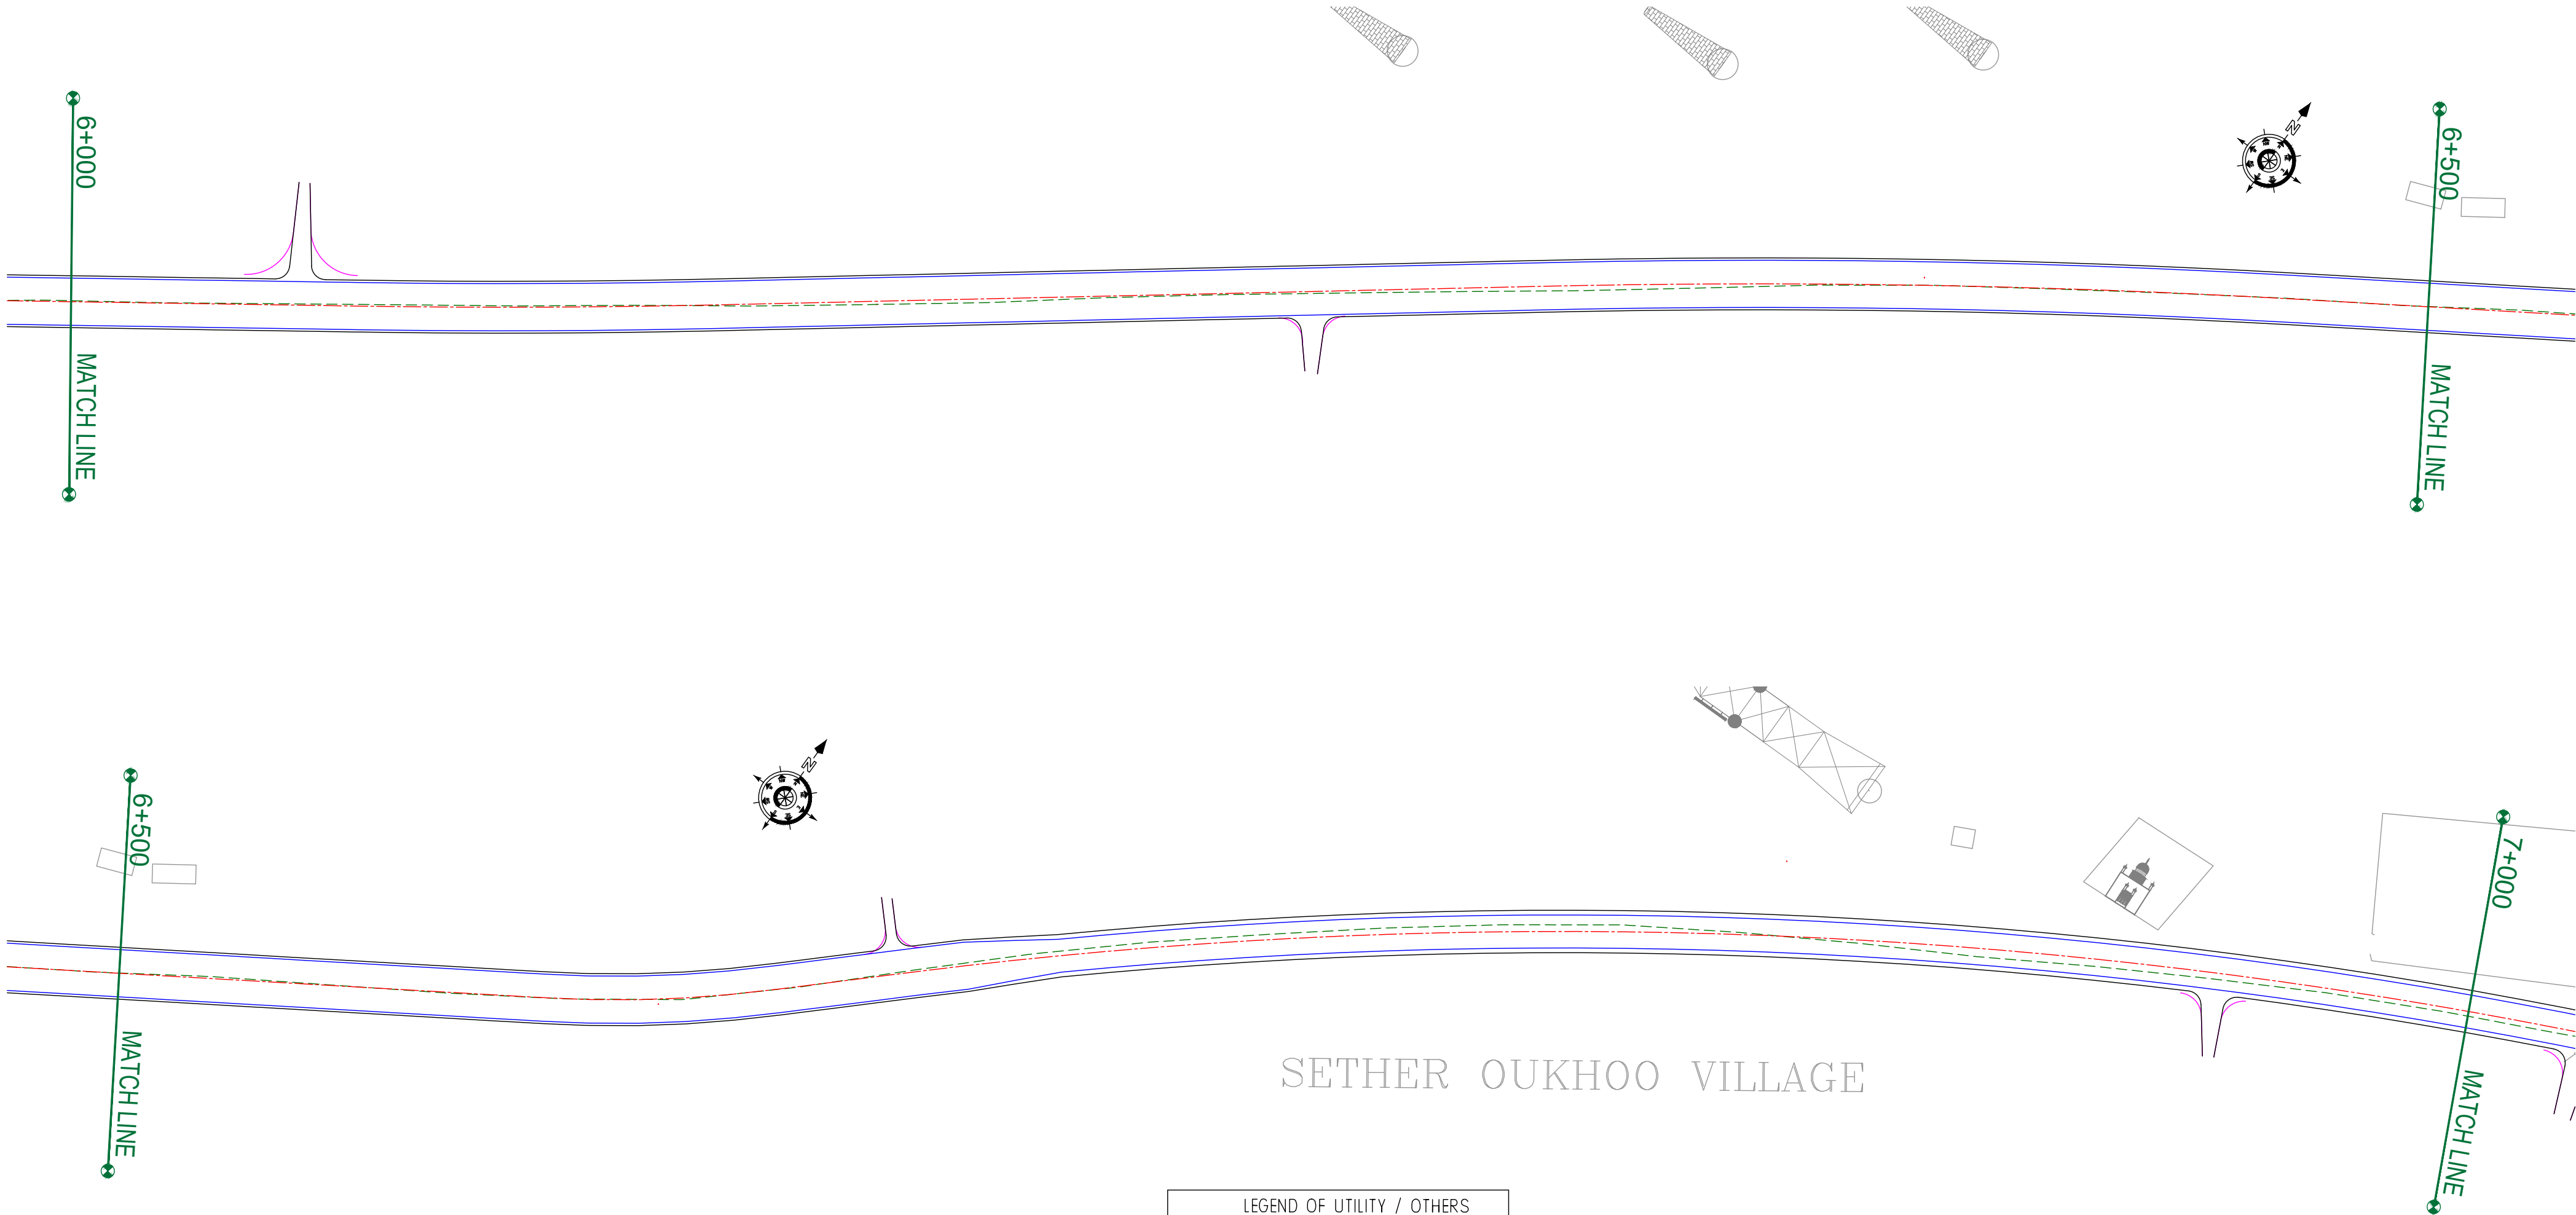 6+000
MATCH LINE
N
6+500
MATCH LINE
6+500
MATCH LINE
N
7+000
MATCH LINE
SETHER OUKHOO VILLAGE
LEGEND OF UTILITY / OTHERS